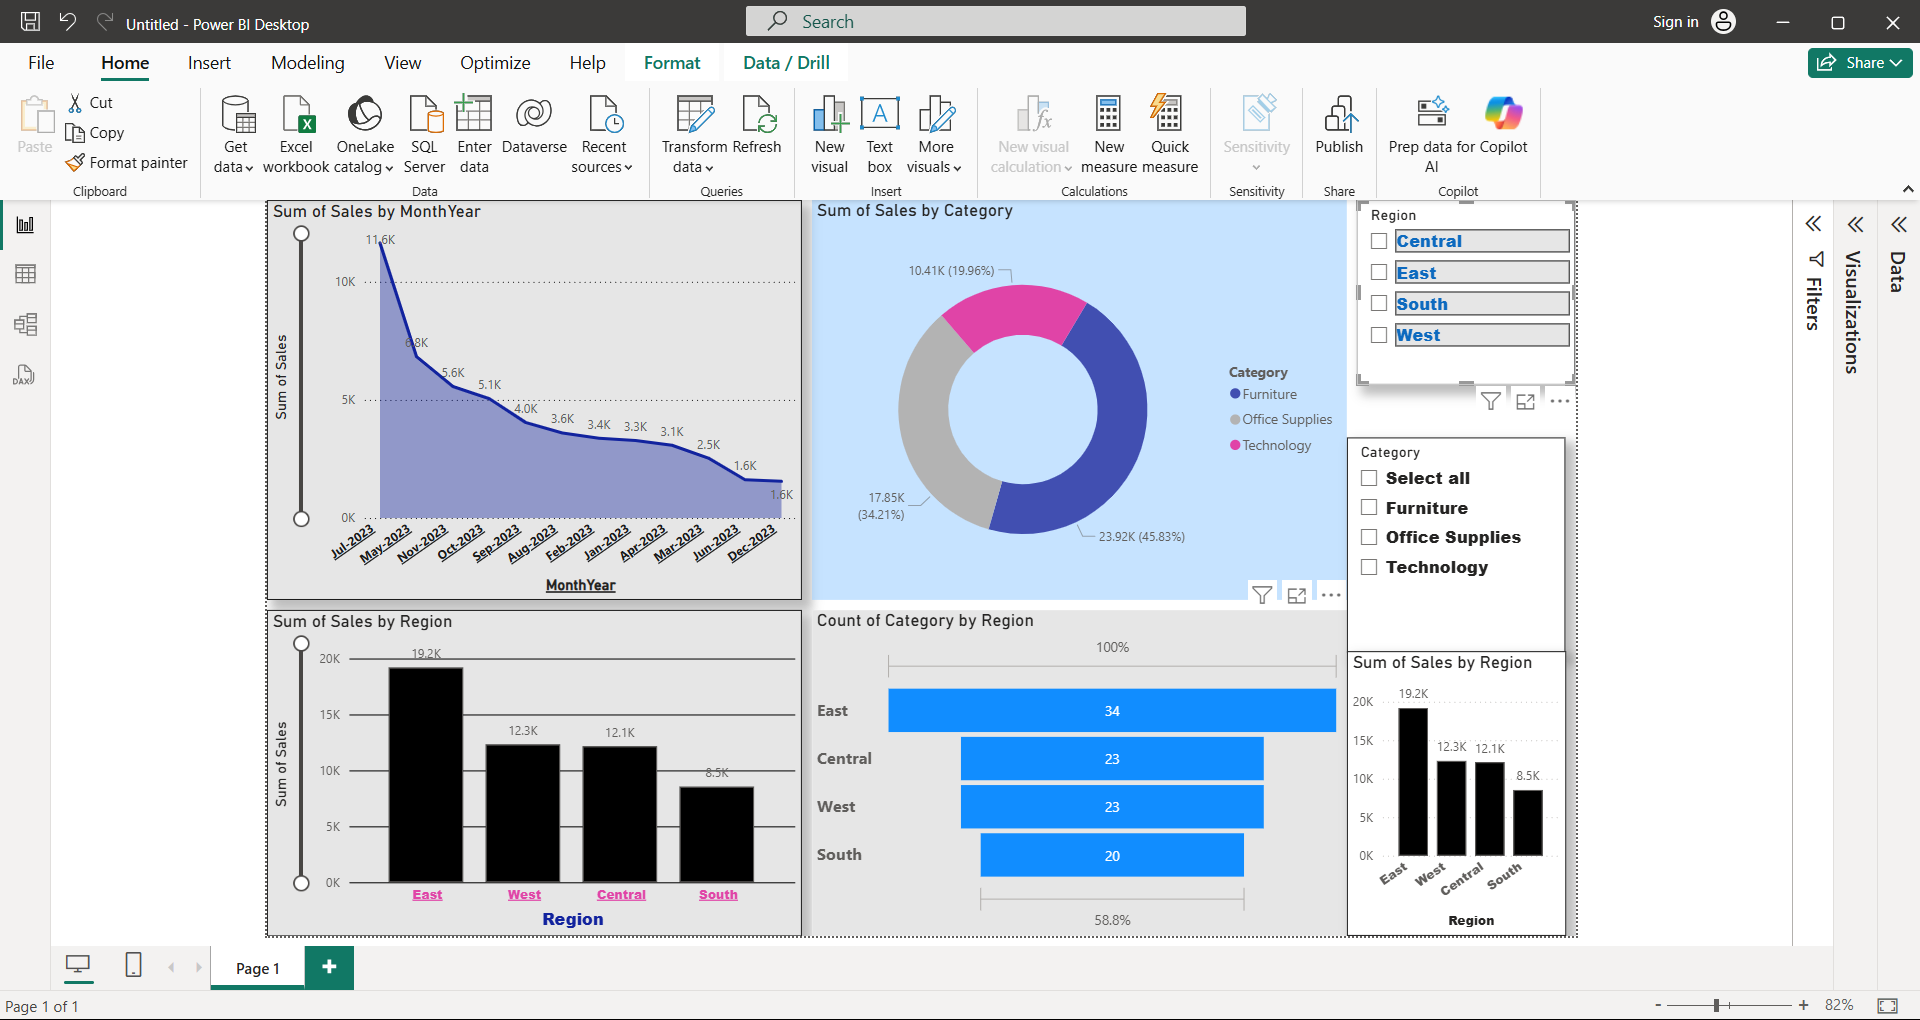 Untitled - Power BI Desktop
Search
Sign in
File
Home
Insert
Modeling
View
Optimize
Help
Format
Data / Drill
Share
Paste
Cut
Copy
Format painter
Clipboard
Get data
Excel workbook
OneLake catalog
SQL Server
Enter data
Dataverse
Recent sources
Data
Transform data
Refresh
Queries
New visual
Text box
More visuals
Insert
New visual calculation
New measure
Quick measure
Calculations
Sensitivity
Sensitivity
Publish
Share
Prep data for AI
Copilot
Copilot
Sum of Sales by MonthYear
Sum of Sales
10K
5K
0K
11.6K
6.8K
5.6K
5.1K
4.0K
3.6K
3.4K
3.3K
3.1K
2.5K
1.6K
1.6K
Jul-2023
May-2023
Nov-2023
Oct-2023
Sep-2023
Aug-2023
Feb-2023
Jan-2023
Apr-2023
Mar-2023
Jun-2023
Dec-2023
MonthYear
Sum of Sales by Category
10.41K (19.96%)
17.85K
(34.21%)
23.92K (45.83%)
Category
Furniture
Office Supplies
Technology
Region
Central
East
South
West
Category
Select all
Furniture
Office Supplies
Technology
Filters
Visualizations
Data
Sum of Sales by Region
Sum of Sales
20K
15K
10K
5K
0K
19.2K
12.3K
12.1K
8.5K
East
West
Central
South
Region
Count of Category by Region
100%
East
34
Central
23
West
23
South
20
58.8%
Sum of Sales by Region
20K
15K
10K
5K
0K
19.2K
12.3K
12.1K
8.5K
East
West
Central
South
Region
Page 1
Page 1 of 1
82%